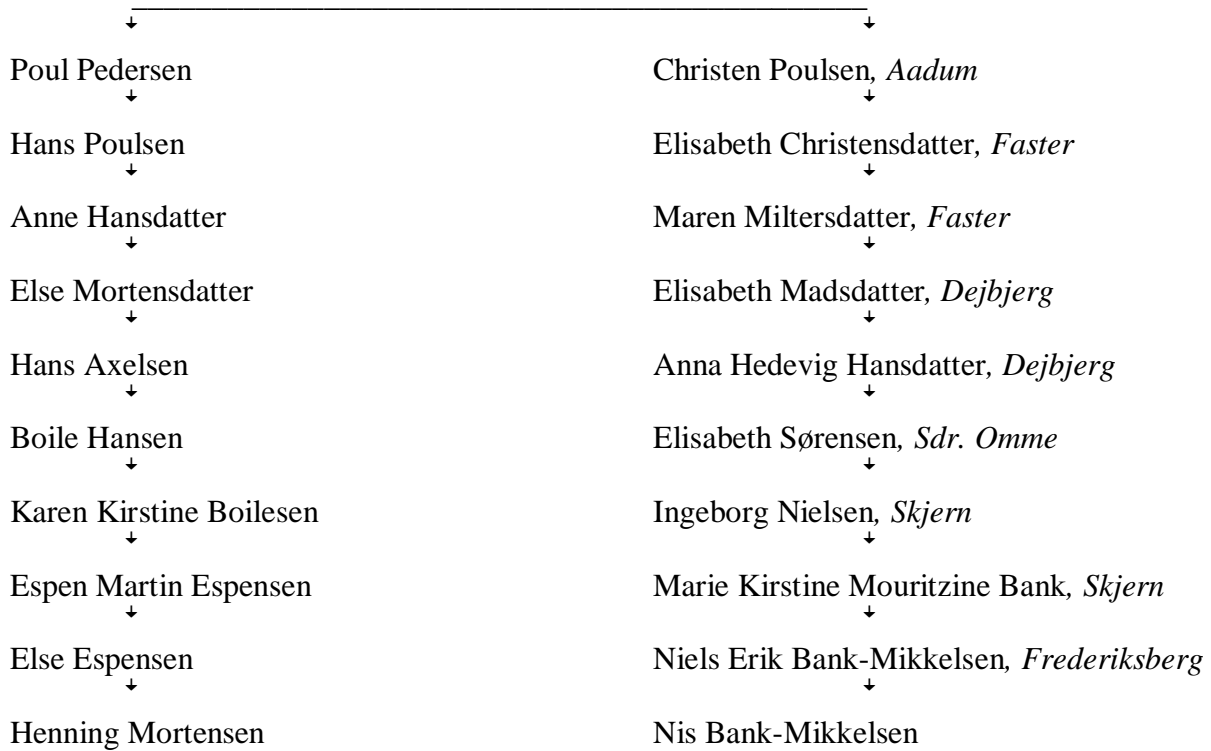 Poul Pedersen Christen Poulsen, Aadum
Hans Poulsen Elisabeth Christensdatter, Faster
Anne Hansdatter Maren Miltersdatter, Faster
Else Mortensdatter Elisabeth Madsdatter, Dejbjerg
Hans Axelsen Anna Hedevig Hansdatter, Dejbjerg
Boile Hansen Elisabeth Sørensen, Sdr. Omme
Karen Kirstine Boilesen Ingeborg Nielsen, Skjern
Espen Martin Espensen Marie Kirstine Mouritzine Bank, Skjern
Else Espensen Niels Erik Bank-Mikkelsen, Frederiksberg
Henning Mortensen Nis Bank-Mikkelsen